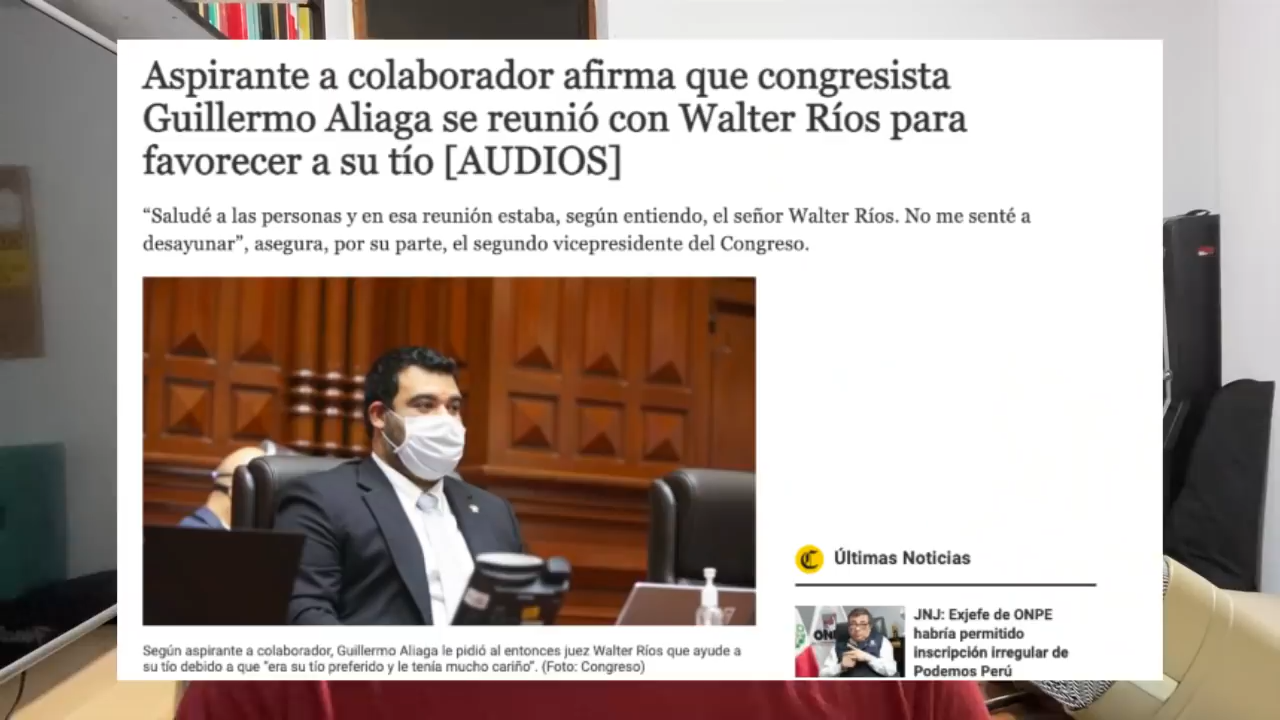 Aspirante a colaborador afirma que congresista
Guillermo Aliaga se reunió con Walter Ríos para
favorecer a su tío [AUDIOS]
“Saludé a las personas y en esa reunión estaba, según entiendo, el señor Walter Ríos. No me senté a
desayunar”, asegura, por su parte, el segundo vicepresidente del Congreso.
Según aspirante a colaborador, Guillermo Aliaga le pidió al entonces juez Walter Ríos que ayude a
su tío debido a que "era su tío preferido y le tenía mucho cariño". (Foto: Congreso)
Últimas Noticias
JNJ: Exjefe de ONPE
habría permitido
inscripción irregular de
Podemos Perú